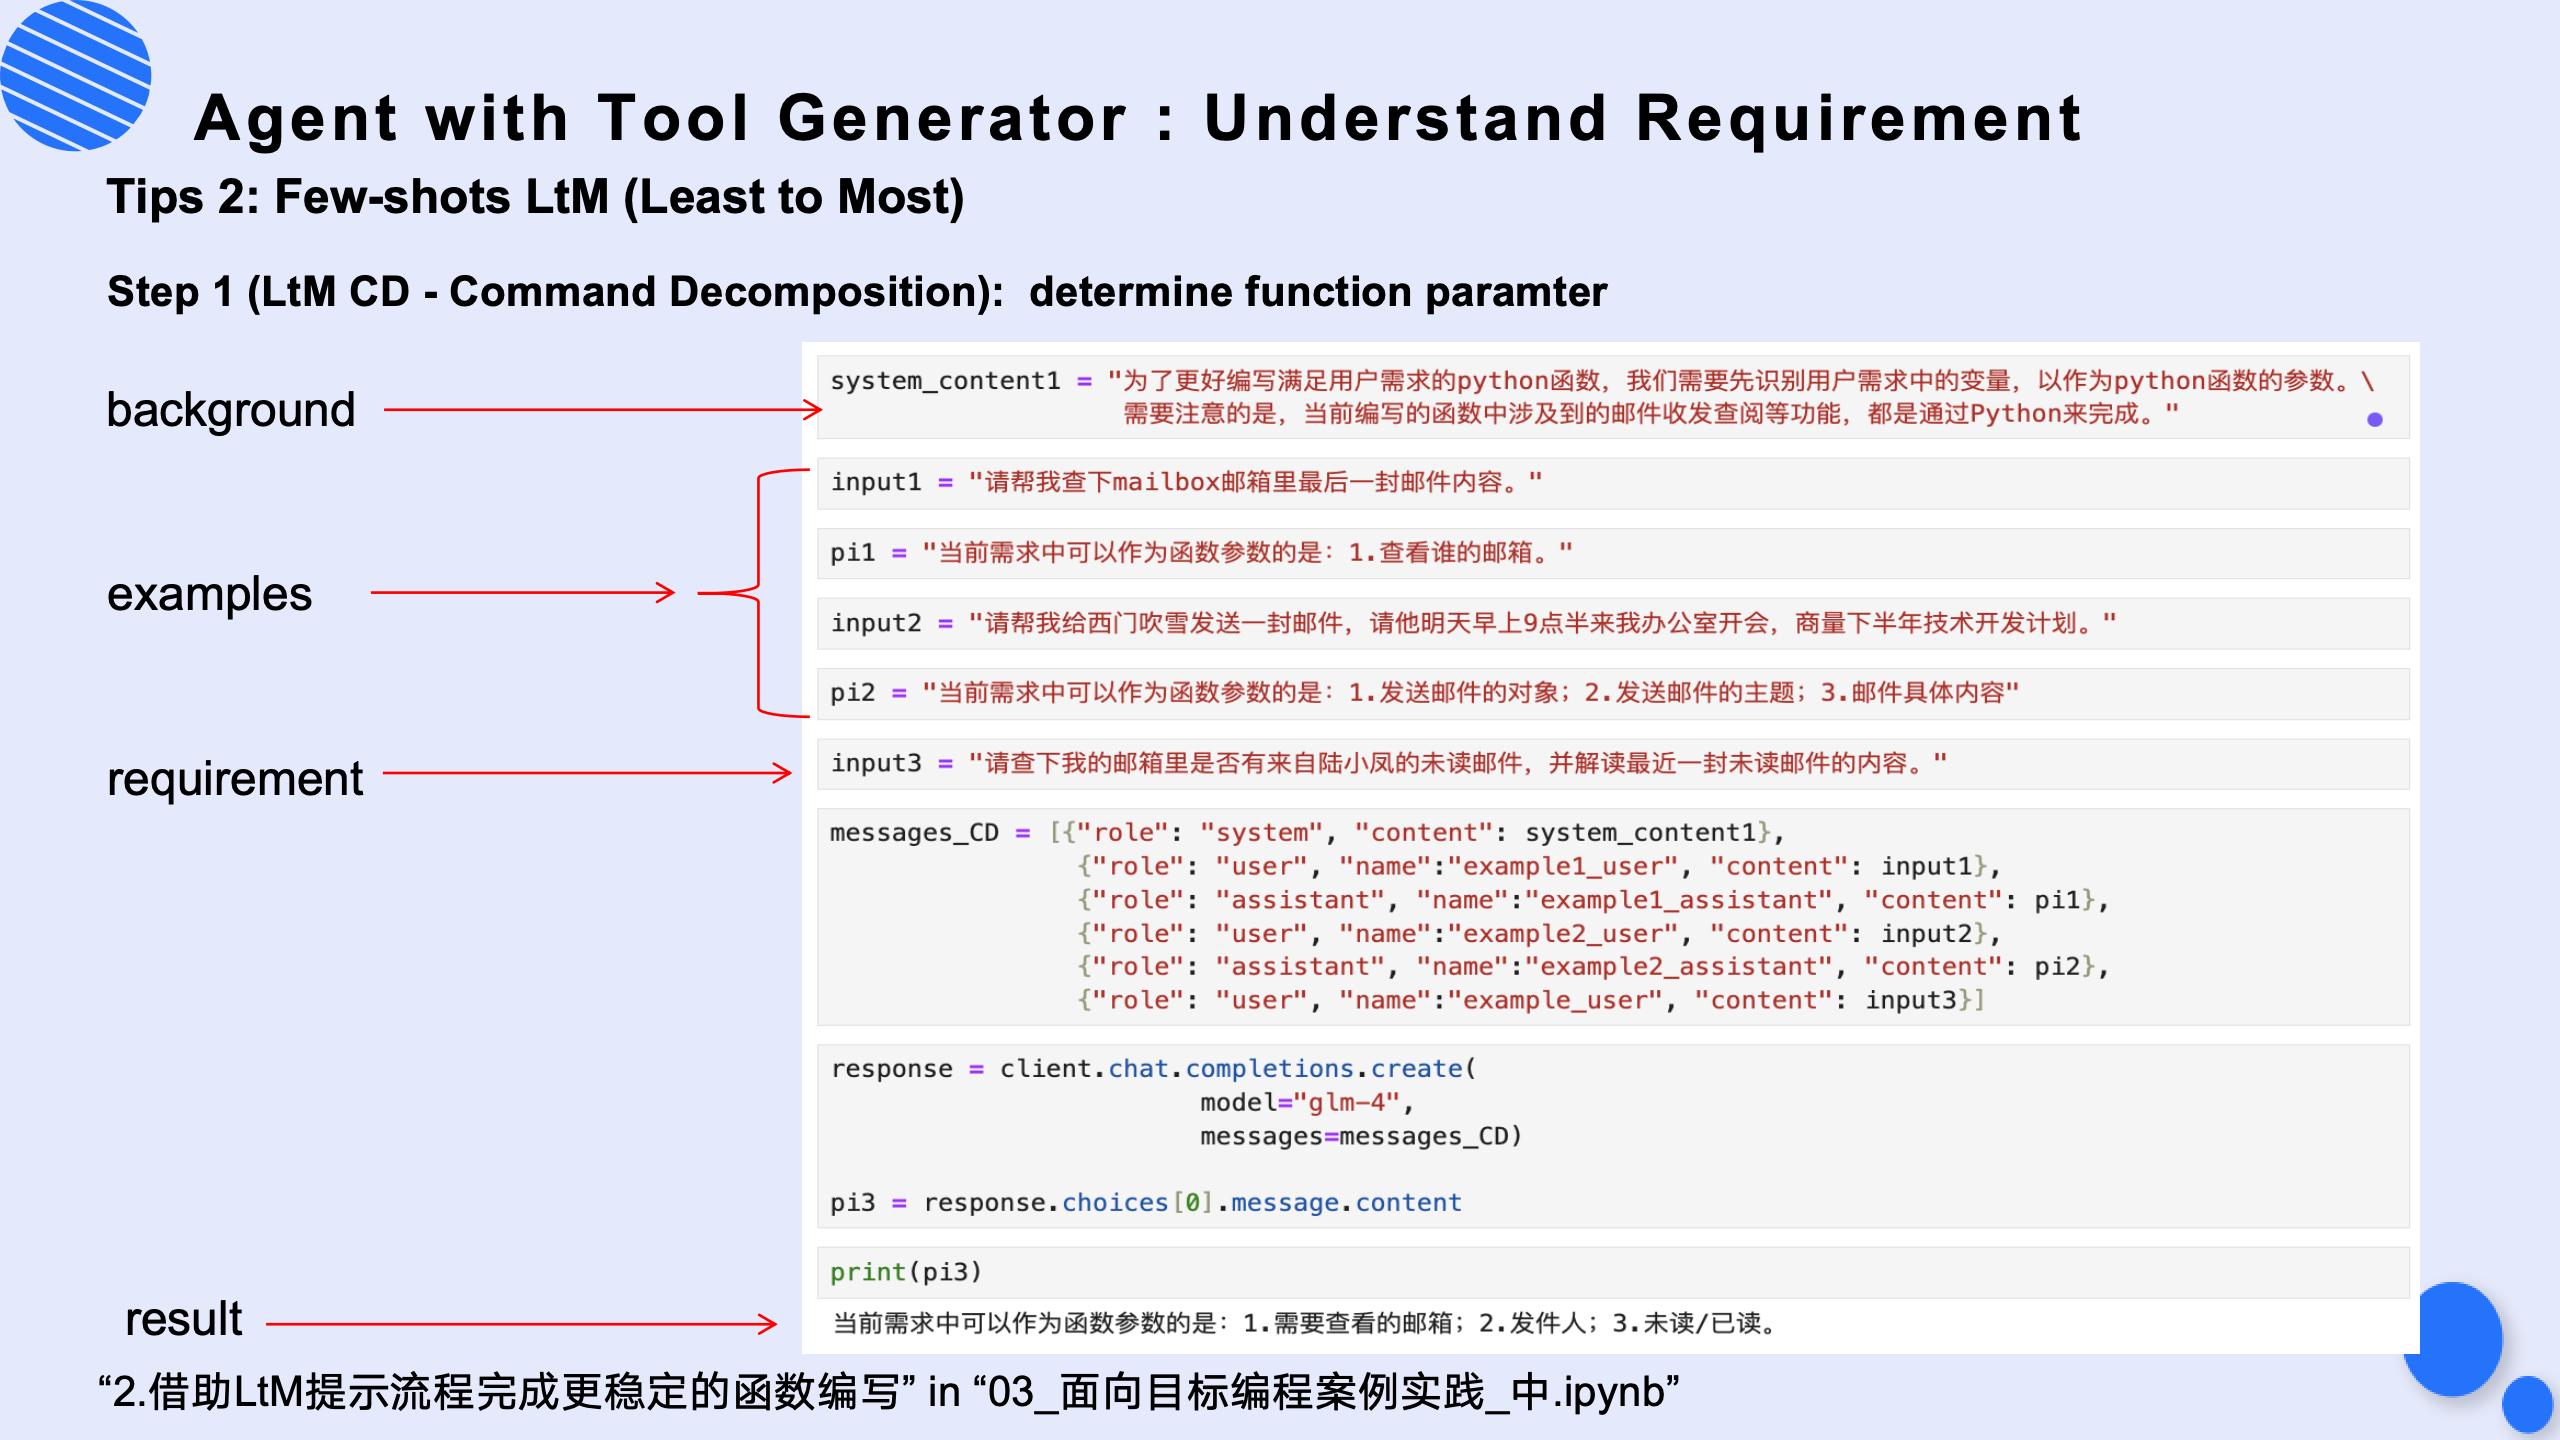 Agent with Tool Generator : Understand Requirement
Tips 2: Few-shots LtM (Least to Most)
Step 1 (LtM CD - Command Decomposition):  determine function paramter
background
system_content1 = "为了更好编写满足用户需求的python函数，我们需要先识别用户需求中的变量，以作为python函数的参数。\
需要注意的是，当前编写的函数中涉及到的邮件收发查阅等功能，都是通过Python来完成。"
examples
input1 = "请帮我查下mailbox邮箱里最后一封邮件内容。"
pi1 = "当前需求中可以作为函数参数的是：1.查看谁的邮箱。"
input2 = "请帮我给西门吹雪发送一封邮件，请他明天早上9点半来我办公室开会，商量下半年技术开发计划。"
pi2 = "当前需求中可以作为函数参数的是：1.发送邮件的对象；2.发送邮件的主题；3.邮件具体内容"
requirement
input3 = "请查下我的邮箱里是否有来自陆小凤的未读邮件，并解读最近一封未读邮件的内容。"
messages_CD = [{"role": "system", "content": system_content1},
{"role": "user", "name":"example1_user", "content": input1},
{"role": "assistant", "name":"example1_assistant", "content": pi1},
{"role": "user", "name":"example2_user", "content": input2},
{"role": "assistant", "name":"example2_assistant", "content": pi2},
{"role": "user", "name":"example_user", "content": input3}]
response = client.chat.completions.create(
model="glm-4",
messages=messages_CD)
pi3 = response.choices[0].message.content
print(pi3)
result
当前需求中可以作为函数参数的是：1.需要查看的邮箱；2.发件人；3.未读/已读。
“2.借助LtM提示流程完成更稳定的函数编写” in “03_面向目标编程案例实践_中.ipynb”